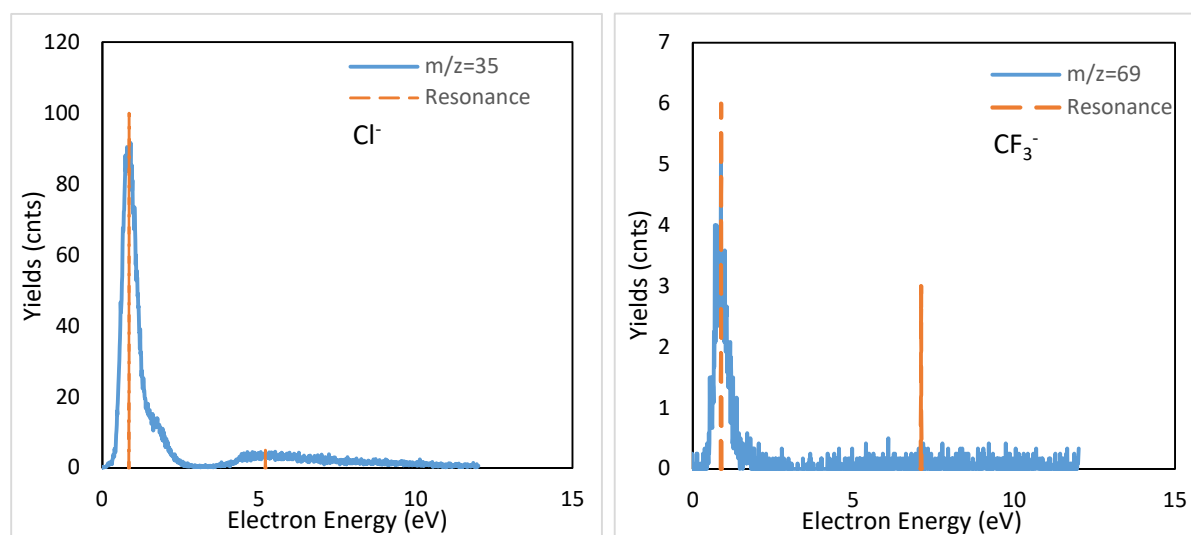 120
100
80
60
40
20
0
Yields (cnts)
m/z=35
Resonance
Cl⁻
0 5 10 15
Electron Energy (eV)
7
6
5
4
3
2
1
0
Yields (cnts)
m/z=69
Resonance
CF₃⁻
0 5 10 15
Electron Energy (eV)